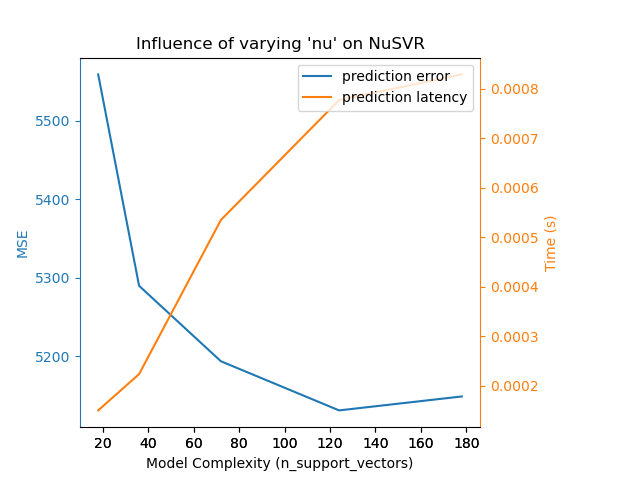 Influence of varying 'nu' on NuSVR
prediction error
prediction latency
5500
5400
5300
5200
MSE
0.0008
0.0007
0.0006
0.0005
0.0004
0.0003
0.0002
Time (s)
20 40 60 80 100 120 140 160 180
Model Complexity (n_support_vectors)